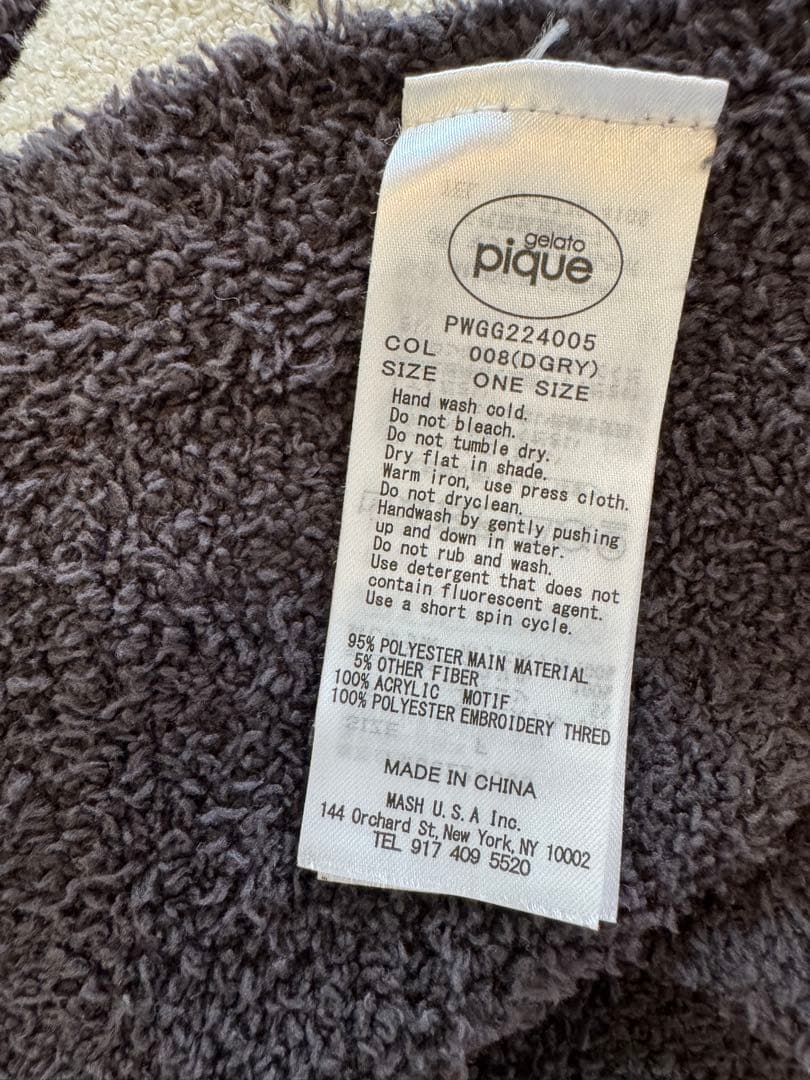 gelato
pique
PWGG224005
COL 008(DGRY)
SIZE ONE SIZE
Hand wash cold.
Do not bleach.
Do not tumble dry.
Dry flat in shade.
Warm iron, use press cloth.
Do not dryclean.
Handwash by gently pushing
up and down in water.
Do not rub and wash.
Use detergent that does not
contain fluorescent agent.
Use a short spin cycle.
95% POLYESTER MAIN MATERIAL
5% OTHER FIBER
100% ACRYLIC MOTIF
100% POLYESTER EMBROIDERY THRED
MADE IN CHINA
MASH U.S.A Inc.
144 Orchard St, New York, NY 10002
TEL 917 409 5520